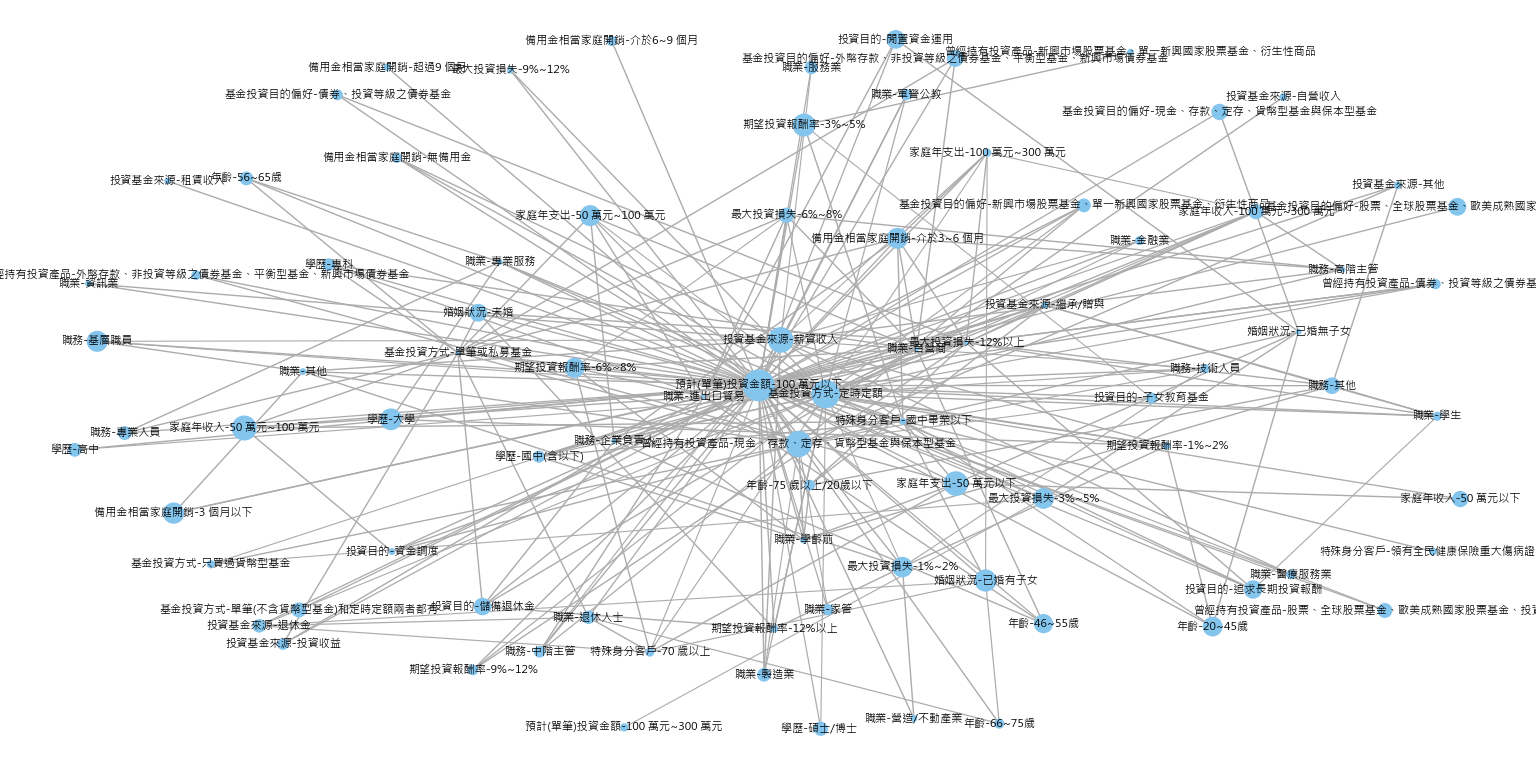 投資目的-閒置資金運用
備用金相當家庭開銷-介於6~9 個月
曾經持有投資產品-新興市場股票基金、單一新興國家股票基金、衍生性商品
基金投資目的偏好-外幣存款、非投資等級之債券基金、平衡型基金、新興市場債券基金
備用金相當家庭開銷-超過9 個月
最大投資損失-9%~12%
職業-服務業
基金投資目的偏好-債券、投資等級之債券基金
職業-軍警公教
投資基金來源-自營收入
基金投資目的偏好-現金、存款、定存、貨幣型基金與保本型基金
期望投資報酬率-3%~5%
家庭年支出-100 萬元~300 萬元
備用金相當家庭開銷-無備用金
投資基金來源-租賃收入
年齡-56~65歲
投資基金來源-其他
基金投資目的偏好-新興市場股票基金、單一新興國家股票基金、衍生性商品
家庭年收入-100 萬元~300 萬元
基金投資目的偏好-股票、全球股票基金、歐美成熟國家
家庭年支出-50 萬元~100 萬元
最大投資損失-6%~8%
備用金相當家庭開銷-介於3~6 個月
職業-金融業
學歷-專科
職業-專業服務
職務-高階主管
經持有投資產品-外幣存款、非投資等級之債券基金、平衡型基金、新興市場債券基金
職業-資訊業
曾經持有投資產品-債券、投資等級之債券基
投資基金來源-繼承/贈與
婚姻狀況-未婚
婚姻狀況-已婚無子女
職務-基層職員
投資基金來源-薪資收入
職業-自營商
最大投資損失-12%以上
基金投資方式-單筆或私募基金
期望投資報酬率-6%~8%
職務-技術人員
職業-其他
預計(單筆)投資金額-100 萬元以下
基金投資方式-定時定額
職務-其他
職業-進出口貿易
投資目的-子女教育基金
學歷-大學
職業-學生
特殊身分客戶-國中畢業以下
職務-專業人員
家庭年收入-50 萬元~100 萬元
職務-企業負責人
曾經持有投資產品-現金、存款、定存、貨幣型基金與保本型基金
期望投資報酬率-1%~2%
學歷-高中
學歷-國中(含以下)
年齡-75 歲以上/20歲以下
家庭年支出-50 萬元以下
最大投資損失-3%~5%
家庭年收入-50 萬元以下
備用金相當家庭開銷-3 個月以下
職業-學齡前
投資目的-資金調度
特殊身分客戶-領有全民健康保險重大傷病證
基金投資方式-只買過貨幣型基金
最大投資損失-1%~2%
婚姻狀況-已婚有子女
職業-醫療服務業
投資目的-追求長期投資報酬
基金投資方式-單筆(不含貨幣型基金)和定時定額兩者都有
投資目的-儲備退休金
職業-家管
曾經持有投資產品-股票、全球股票基金、歐美成熟國家股票基金、投資
投資基金來源-退休金
職業-退休人士
期望投資報酬率-12%以上
年齡-46~55歲
年齡-20~45歲
投資基金來源-投資收益
職務-中階主管
特殊身分客戶-70 歲以上
期望投資報酬率-9%~12%
職業-製造業
預計(單筆)投資金額-100 萬元~300 萬元
學歷-碩士/博士
職業-營造/不動產業
年齡-66~75歲